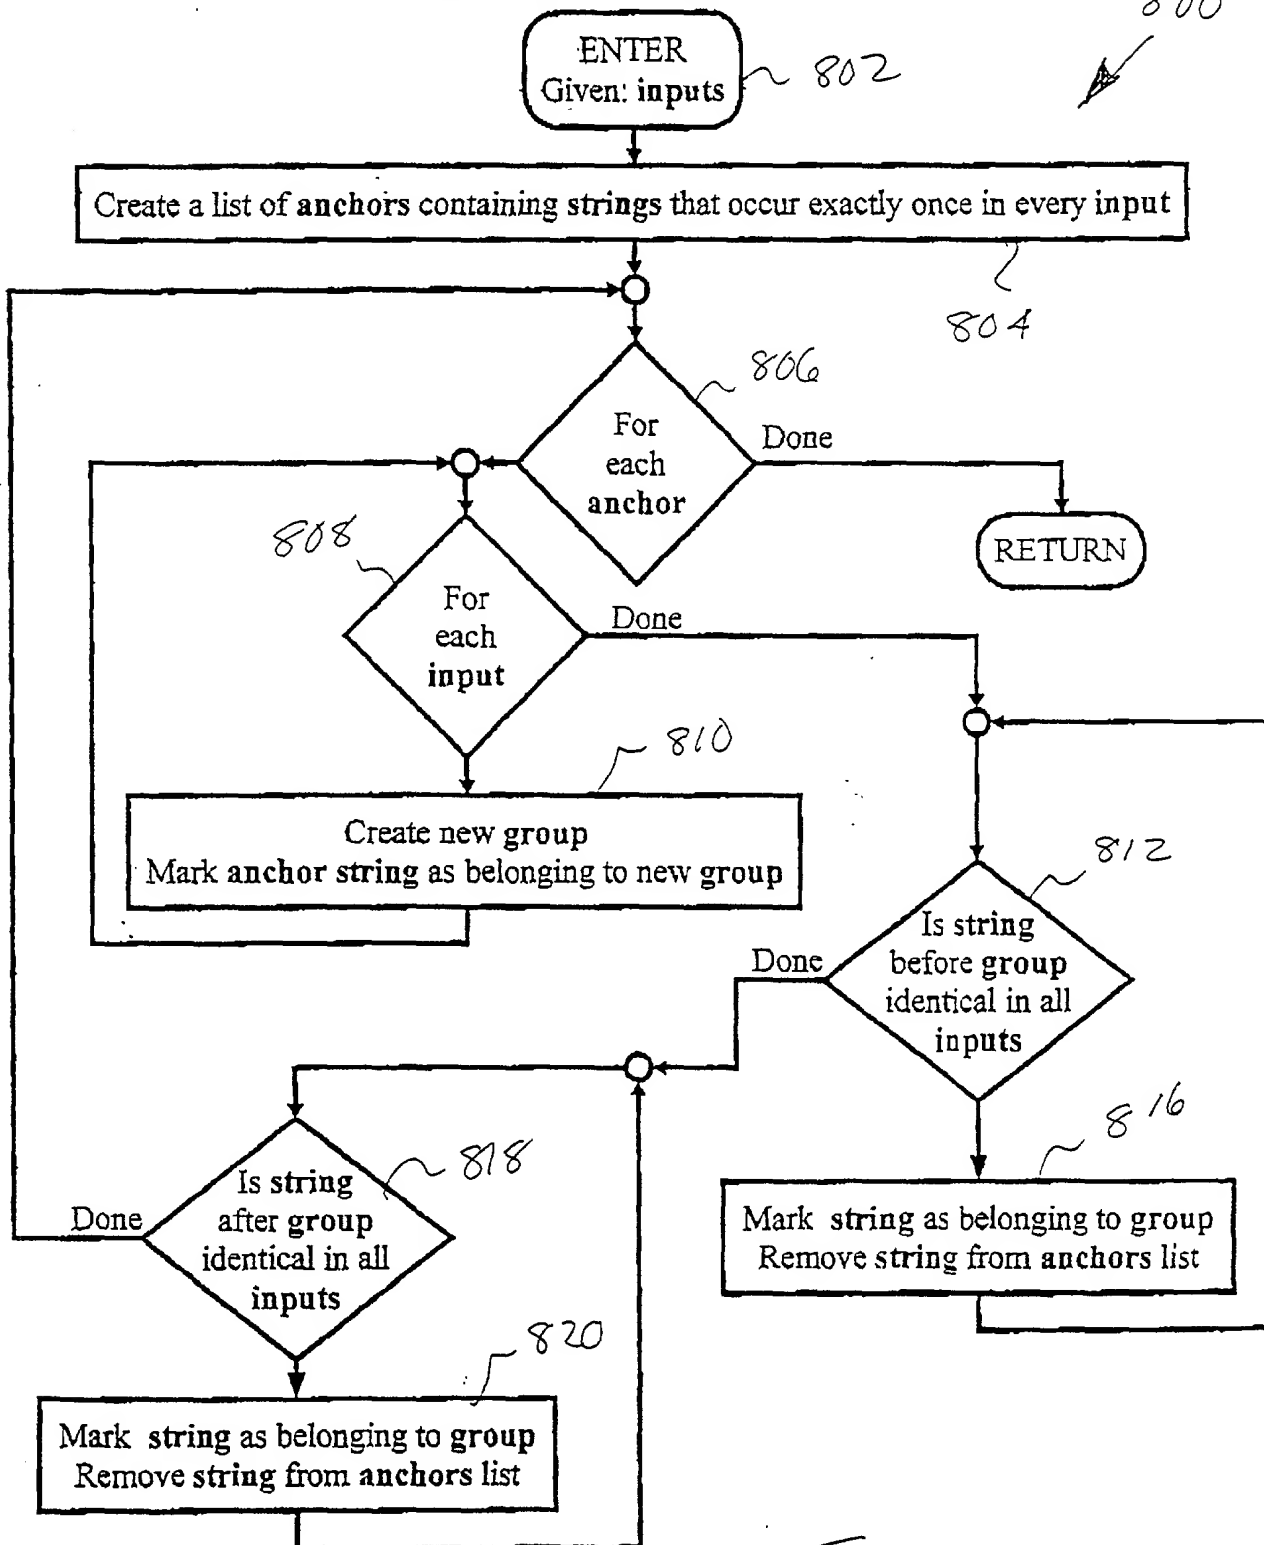 800
ENTER
Given: inputs
802
Create a list of anchors containing strings that occur exactly once in every input
804
806
For
each
anchor
Done
RETURN
808
For
each
input
Done
810
Create new group
Mark anchor string as belonging to new group
812
Is string
before group
identical in all
inputs
Done
816
Mark string as belonging to group
Remove string from anchors list
818
Is string
after group
identical in all
inputs
Done
820
Mark string as belonging to group
Remove string from anchors list